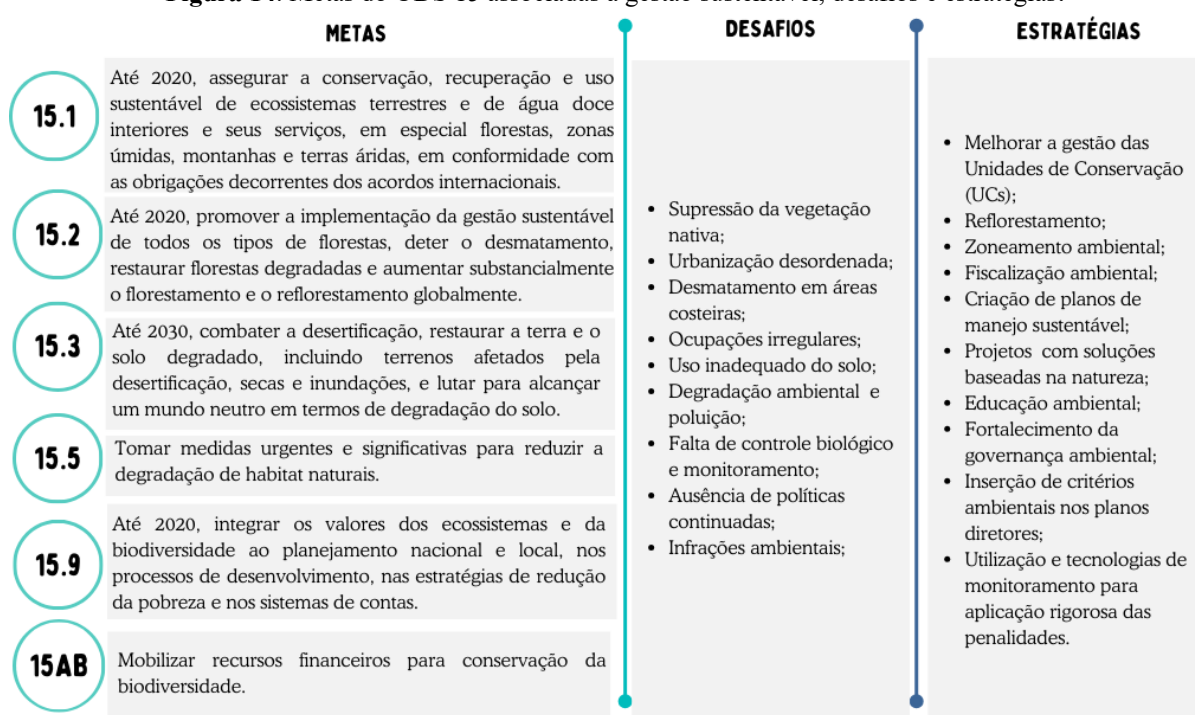 Figura 14. Metas do ODS 15 associadas à gestão sustentável, desafios e estratégias.
METAS
15.1
Até 2020, assegurar a conservação, recuperação e uso
sustentável de ecossistemas terrestres e de água doce
interiores e seus serviços, em especial florestas, zonas
úmidas, montanhas e terras áridas, em conformidade com
as obrigações decorrentes dos acordos internacionais.
15.2
Até 2020, promover a implementação da gestão sustentável
de todos os tipos de florestas, deter o desmatamento,
restaurar florestas degradadas e aumentar substancialmente
o florestamento e o reflorestamento globalmente.
15.3
Até 2030, combater a desertificação, restaurar a terra e o
solo degradado, incluindo terrenos afetados pela
desertificação, secas e inundações, e lutar para alcançar
um mundo neutro em termos de degradação do solo.
15.5
Tomar medidas urgentes e significativas para reduzir a
degradação de habitat naturais.
15.9
Até 2020, integrar os valores dos ecossistemas e da
biodiversidade ao planejamento nacional e local, nos
processos de desenvolvimento, nas estratégias de redução
da pobreza e nos sistemas de contas.
15AB
Mobilizar recursos financeiros para conservação da
biodiversidade.
DESAFIOS
• Supressão da vegetação
nativa;
• Urbanização desordenada;
• Desmatamento em áreas
costeiras;
• Ocupações irregulares;
• Uso inadequado do solo;
• Degradação ambiental e
poluição;
• Falta de controle biológico
e monitoramento;
• Ausência de políticas
continuadas;
• Infrações ambientais;
ESTRATÉGIAS
• Melhorar a gestão das
Unidades de Conservação
(UCs);
• Reflorestamento;
• Zoneamento ambiental;
• Fiscalização ambiental;
• Criação de planos de
manejo sustentável;
• Projetos com soluções
baseadas na natureza;
• Educação ambiental;
• Fortalecimento da
governança ambiental;
• Inserção de critérios
ambientais nos planos
diretores;
• Utilização e tecnologias de
monitoramento para
aplicação rigorosa das
penalidades.